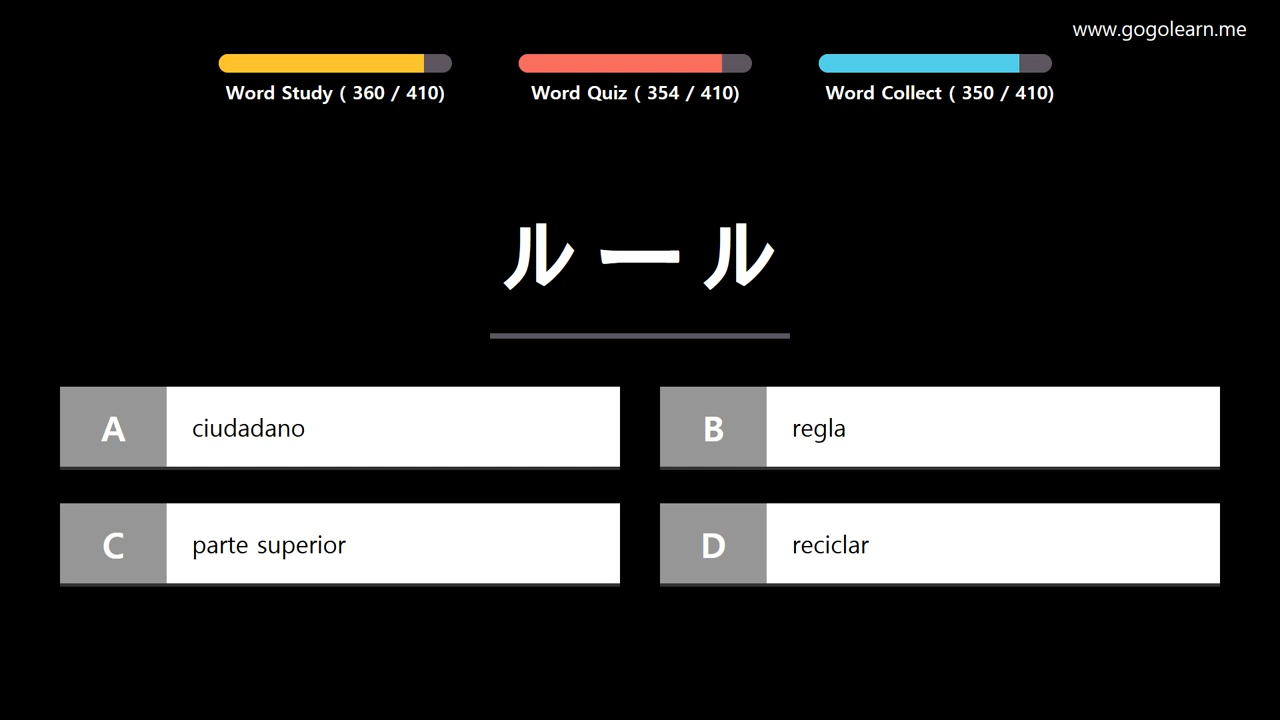 www.gogolearn.me
Word Study ( 360 / 410)
Word Quiz ( 354 / 410)
Word Collect ( 350 / 410)
ルール
A ciudadano
B regla
C parte superior
D reciclar